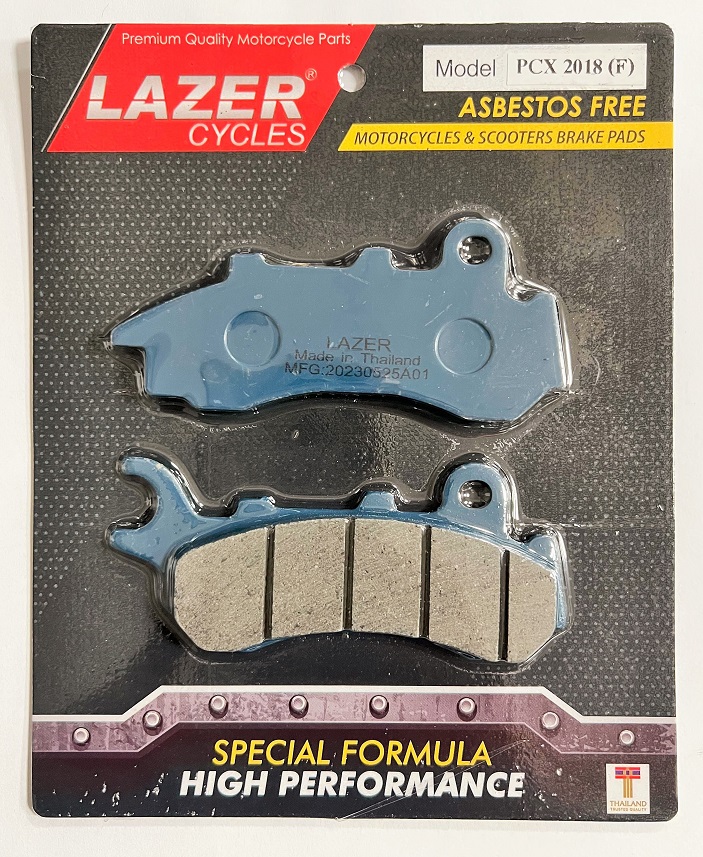 Premium Quality Motorcycle Parts
LAZER®
CYCLES
Model PCX 2018 (F)
ASBESTOS FREE
MOTORCYCLES & SCOOTERS BRAKE PADS
LAZER
Made in Thailand
MFG:20230525A01
SPECIAL FORMULA
HIGH PERFORMANCE
THAILAND
TRUSTED QUALITY